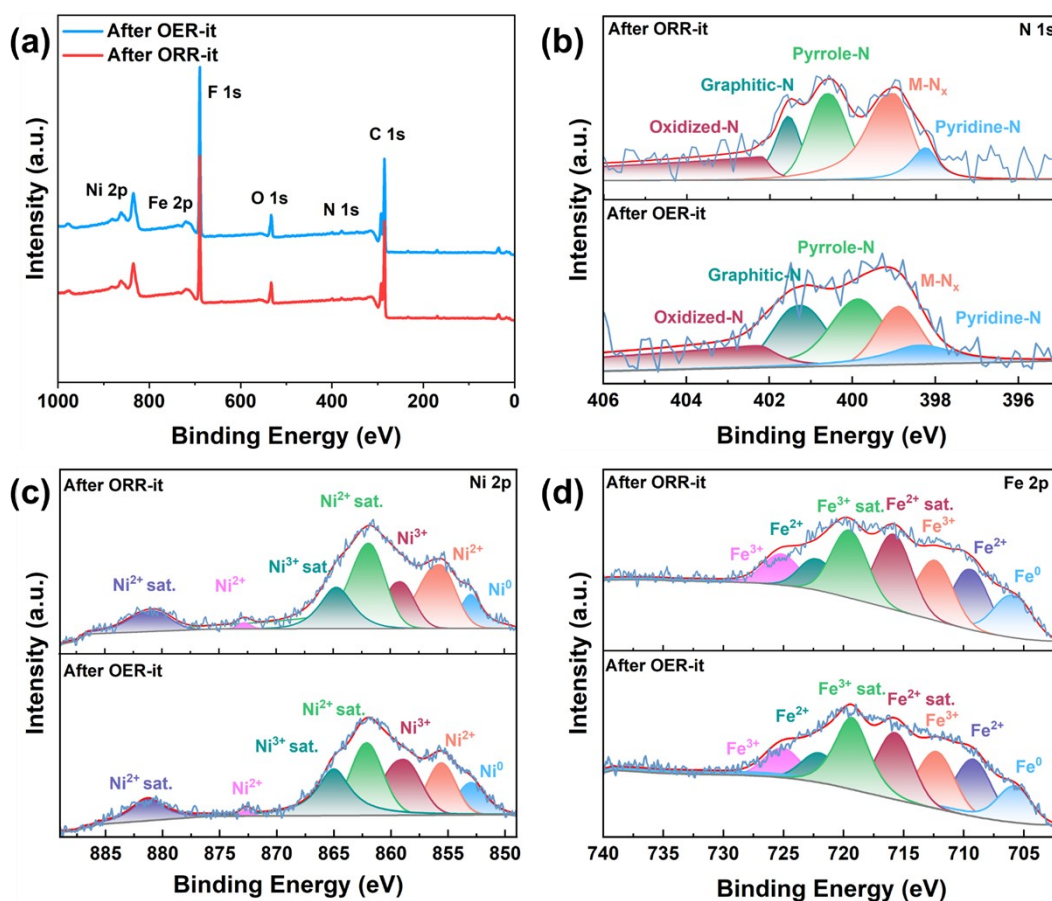 (a)
After OER-it
After ORR-it
F 1s
C 1s
Ni 2p
Fe 2p
O 1s
N 1s
Intensity (a.u.)
1000 800 600 400 200 0
Binding Energy (eV)
(b)
After ORR-it
N 1s
Pyrrole-N
Graphitic-N
M-Nx
Oxidized-N
Pyridine-N
After OER-it
Pyrrole-N
Graphitic-N
M-Nx
Oxidized-N
Pyridine-N
Intensity (a.u.)
406 404 402 400 398 396
Binding Energy (eV)
(c)
After ORR-it
Ni 2p
Ni2+ sat.
Ni3+
Ni3+ sat.
Ni2+
Ni2+ sat.
Ni2+
Ni0
After OER-it
Ni2+ sat.
Ni3+
Ni3+ sat.
Ni2+
Ni2+ sat.
Ni2+
Ni0
Intensity (a.u.)
885 880 875 870 865 860 855 850
Binding Energy (eV)
(d)
After ORR-it
Fe 2p
Fe3+ sat.
Fe2+ sat.
Fe2+
Fe3+
Fe3+
Fe2+
Fe0
After OER-it
Fe3+ sat.
Fe2+ sat.
Fe2+
Fe3+
Fe3+
Fe2+
Fe0
Intensity (a.u.)
740 735 730 725 720 715 710 705
Binding Energy (eV)